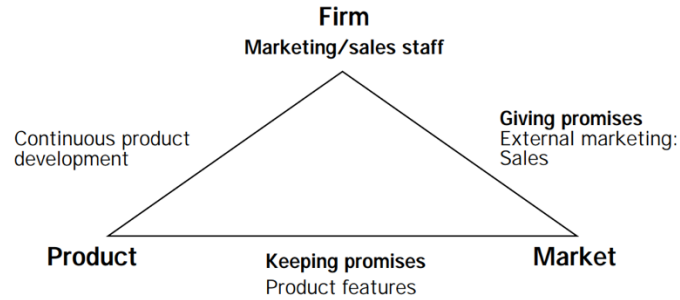 Firm
Marketing/sales staff
Giving promises
External marketing:
Sales
Continuous product
development
Product
Market
Keeping promises
Product features